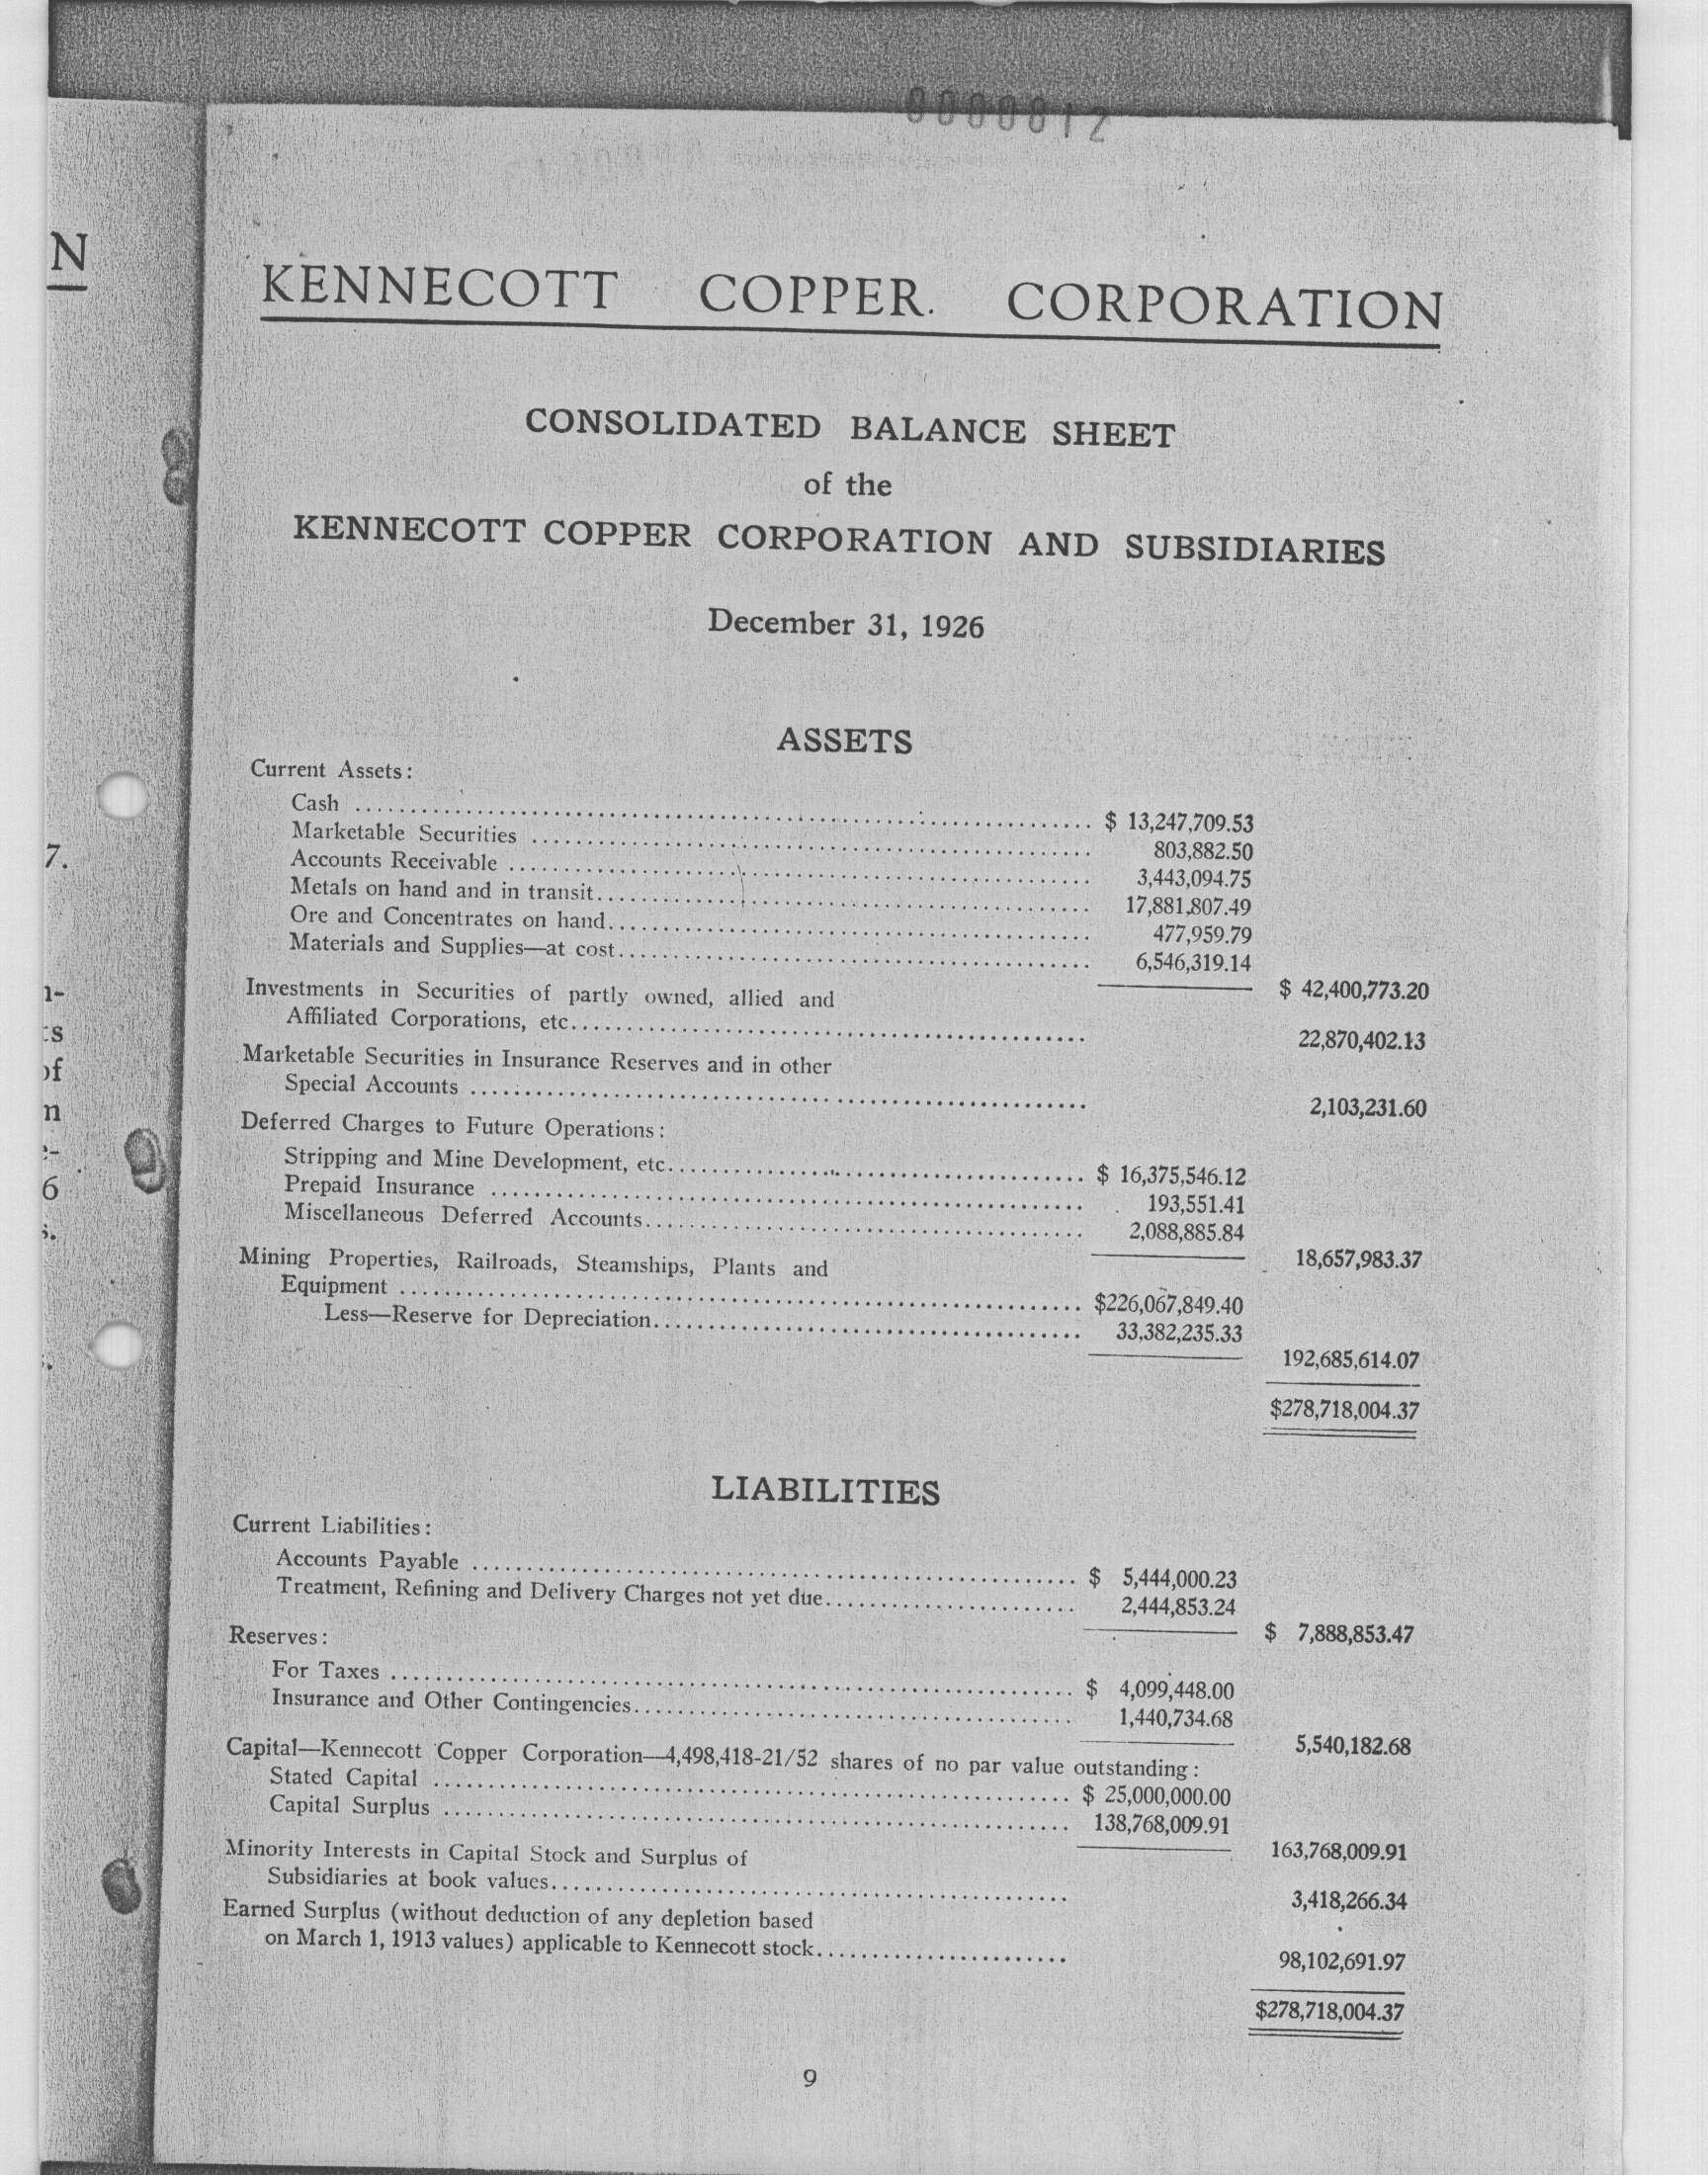 0000812
N
KENNECOTT COPPER. CORPORATION
CONSOLIDATED BALANCE SHEET
of the
KENNECOTT COPPER CORPORATION AND SUBSIDIARIES
December 31, 1926
ASSETS
Current Assets:
Cash ........ $ 13,247,709.53
Marketable Securities ........ 803,882.50
7.
Accounts Receivable ........ 3,443,094.75
Metals on hand and in transit........ 17,881,807.49
Ore and Concentrates on hand........ 477,959.79
Materials and Supplies—at cost........ 6,546,319.14
$ 42,400,773.20
Investments in Securities of partly owned, allied and
Affiliated Corporations, etc........ 22,870,402.13
of
Marketable Securities in Insurance Reserves and in other
Special Accounts ........ 2,103,231.60
Deferred Charges to Future Operations:
Stripping and Mine Development, etc........ $ 16,375,546.12
6
Prepaid Insurance ........ 193,551.41
Miscellaneous Deferred Accounts........ 2,088,885.84
18,657,983.37
Mining Properties, Railroads, Steamships, Plants and
Equipment ........ $226,067,849.40
Less—Reserve for Depreciation........ 33,382,235.33
192,685,614.07
$278,718,004.37
LIABILITIES
Current Liabilities:
Accounts Payable ........ $ 5,444,000.23
Treatment, Refining and Delivery Charges not yet due........ 2,444,853.24
$ 7,888,853.47
Reserves:
For Taxes ........ $ 4,099,448.00
Insurance and Other Contingencies........ 1,440,734.68
5,540,182.68
Capital—Kennecott Copper Corporation—4,498,418-21/52 shares of no par value outstanding:
Stated Capital ........ $ 25,000,000.00
Capital Surplus ........ 138,768,009.91
163,768,009.91
Minority Interests in Capital Stock and Surplus of
Subsidiaries at book values........ 3,418,266.34
Earned Surplus (without deduction of any depletion based
on March 1, 1913 values) applicable to Kennecott stock........ 98,102,691.97
$278,718,004.37
9